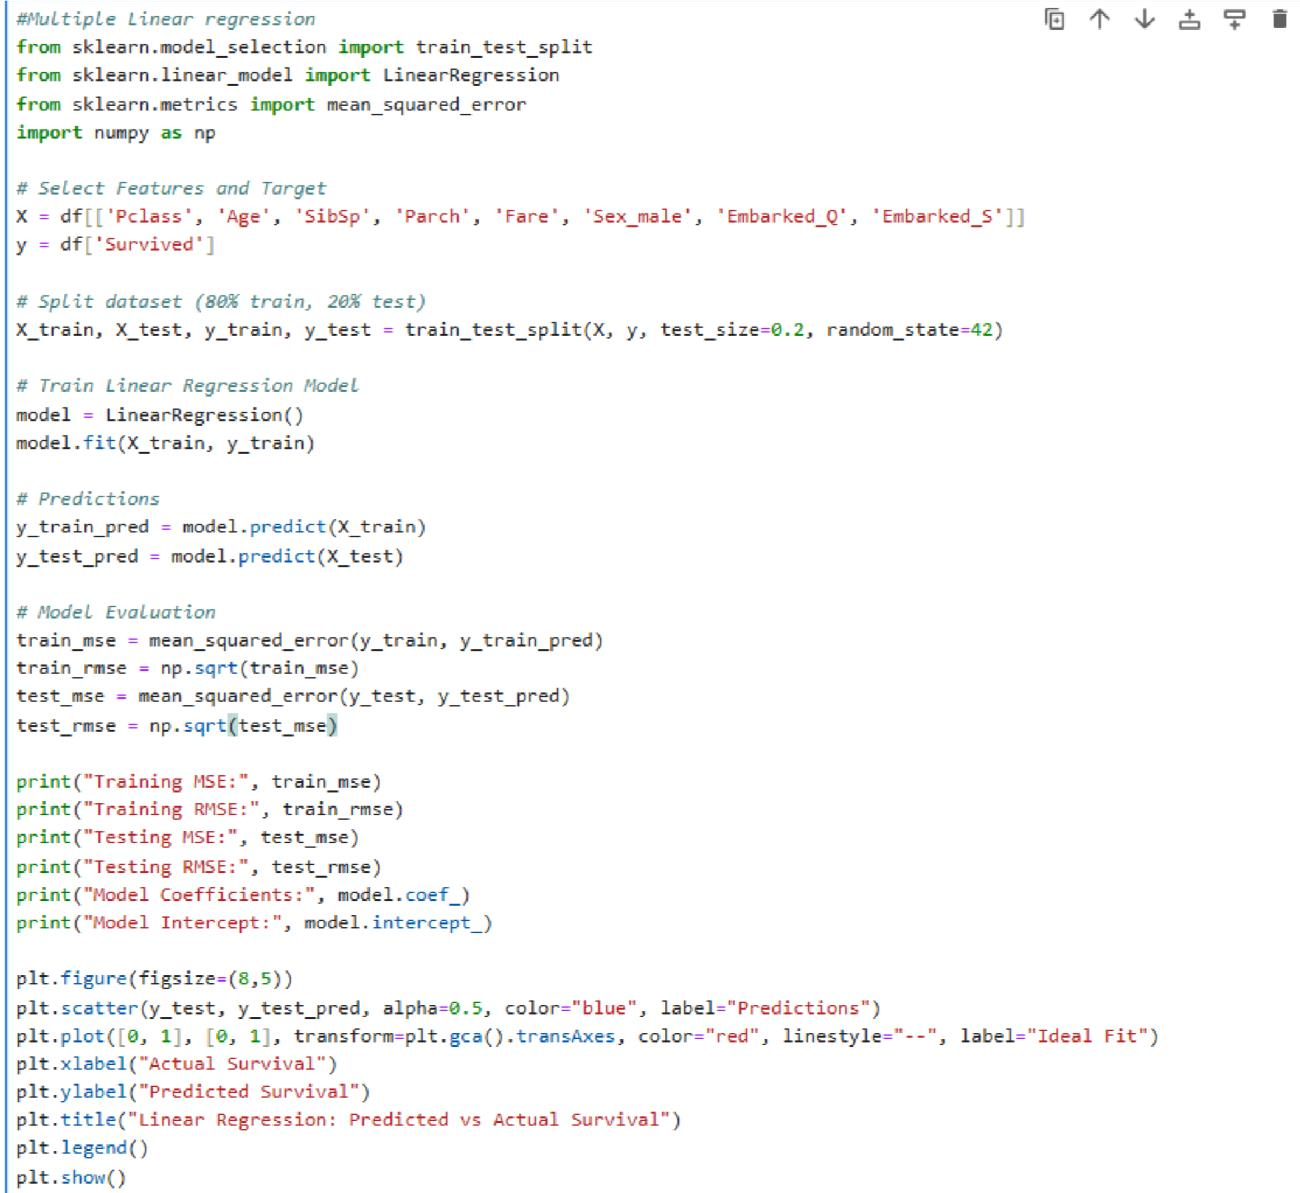 #Multiple Linear regression
from sklearn.model_selection import train_test_split
from sklearn.linear_model import LinearRegression
from sklearn.metrics import mean_squared_error
import numpy as np
# Select Features and Target
X = df[['Pclass', 'Age', 'SibSp', 'Parch', 'Fare', 'Sex_male', 'Embarked_Q', 'Embarked_S']]
y = df['Survived']
# Split dataset (80% train, 20% test)
X_train, X_test, y_train, y_test = train_test_split(X, y, test_size=0.2, random_state=42)
# Train Linear Regression Model
model = LinearRegression()
model.fit(X_train, y_train)
# Predictions
y_train_pred = model.predict(X_train)
y_test_pred = model.predict(X_test)
# Model Evaluation
train_mse = mean_squared_error(y_train, y_train_pred)
train_rmse = np.sqrt(train_mse)
test_mse = mean_squared_error(y_test, y_test_pred)
test_rmse = np.sqrt(test_mse)
print("Training MSE:", train_mse)
print("Training RMSE:", train_rmse)
print("Testing MSE:", test_mse)
print("Testing RMSE:", test_rmse)
print("Model Coefficients:", model.coef_)
print("Model Intercept:", model.intercept_)
plt.figure(figsize=(8,5))
plt.scatter(y_test, y_test_pred, alpha=0.5, color="blue", label="Predictions")
plt.plot([0, 1], [0, 1], transform=plt.gca().transAxes, color="red", linestyle="--", label="Ideal Fit")
plt.xlabel("Actual Survival")
plt.ylabel("Predicted Survival")
plt.title("Linear Regression: Predicted vs Actual Survival")
plt.legend()
plt.show()